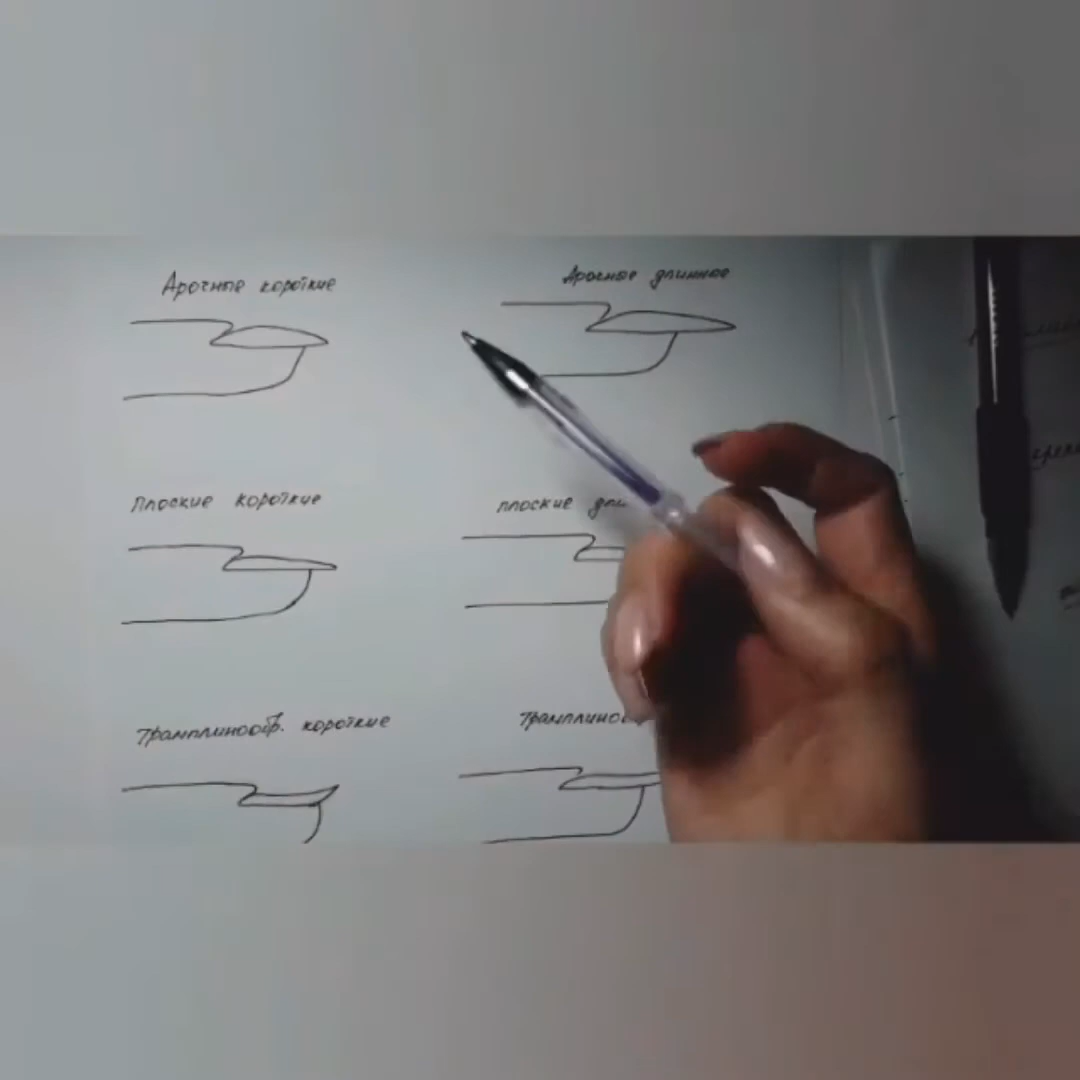 Арочные короткие
Арочные длинные
Плоские короткие
плоские
Трамплинообр. короткие